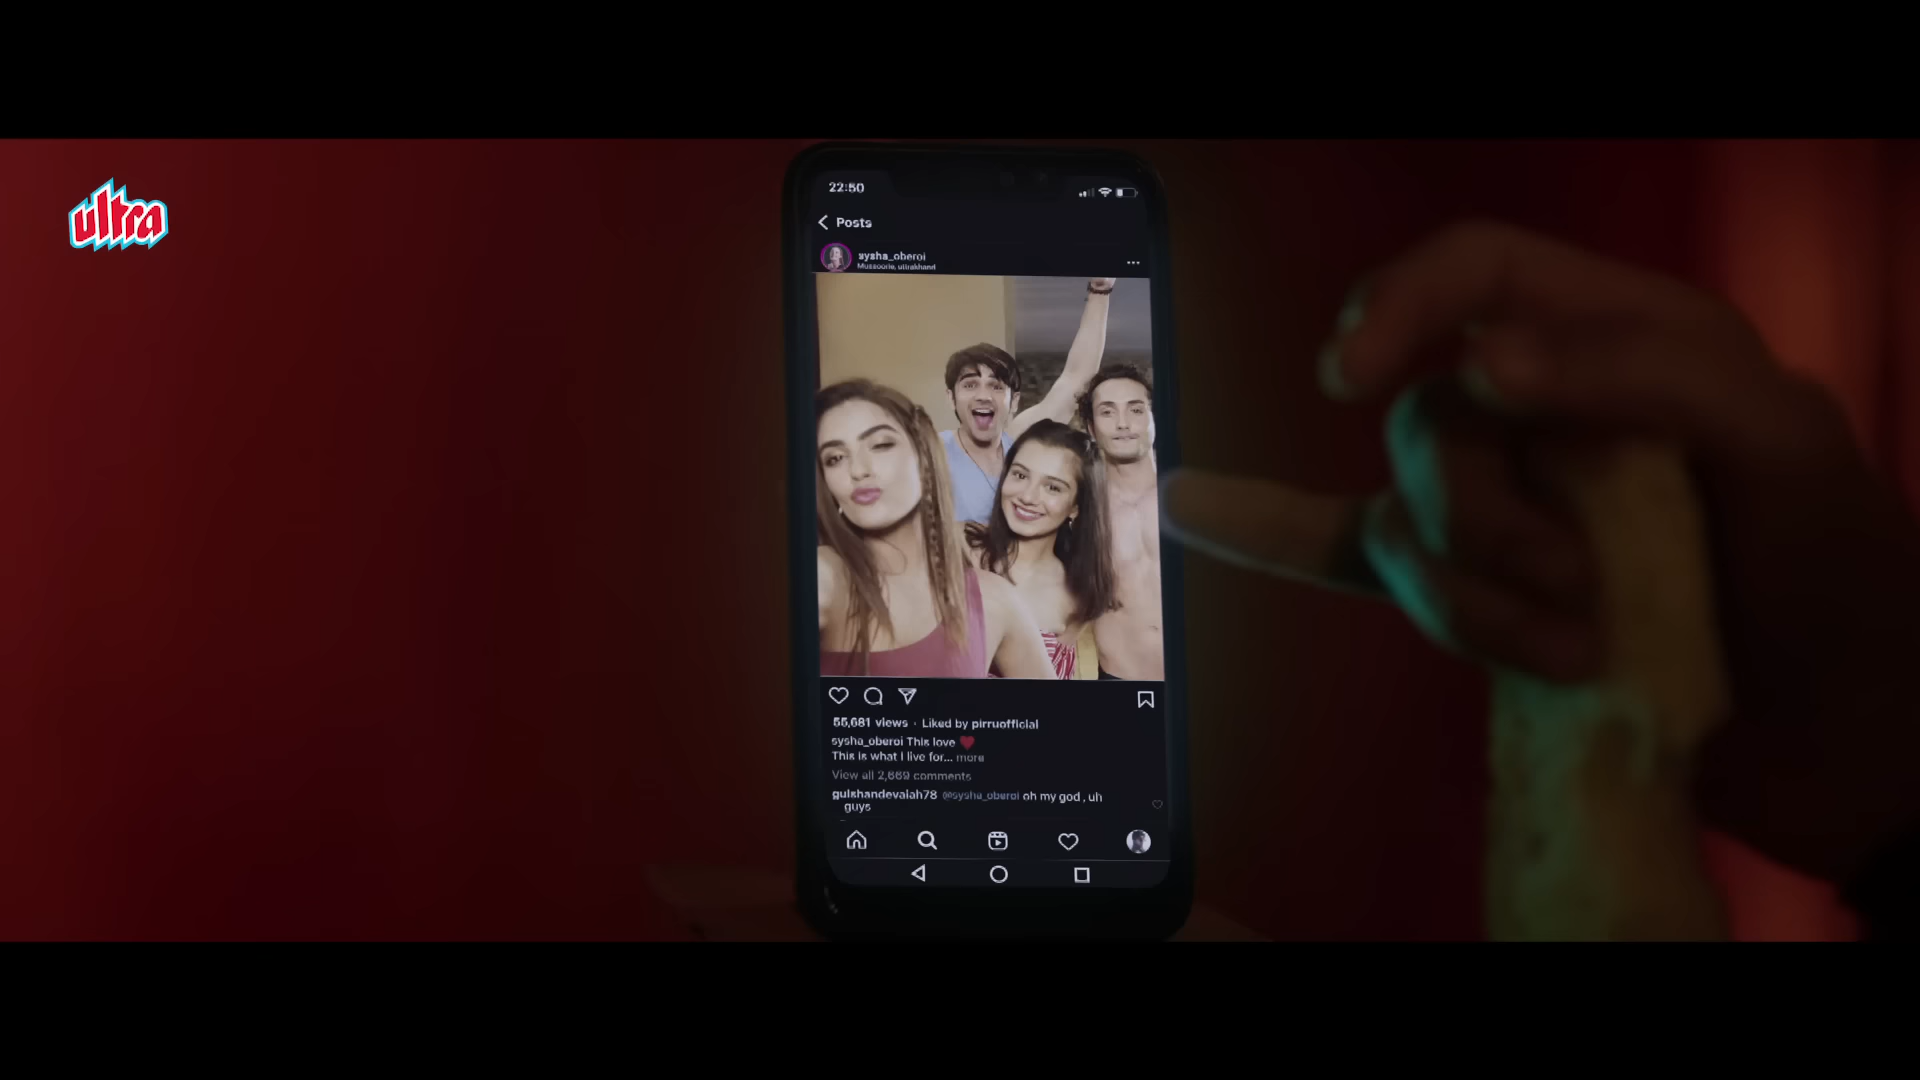 ultra
22:50
Posts
sysha_oberoi
Mussoorie, uttrakhand
55,681 views · Liked by pirruofficial
sysha_oberoi This love ❤️
This is what I live for... more
View all 2,669 comments
gulshandevaiah78 @sysha_oberoi oh my god , uh
guys